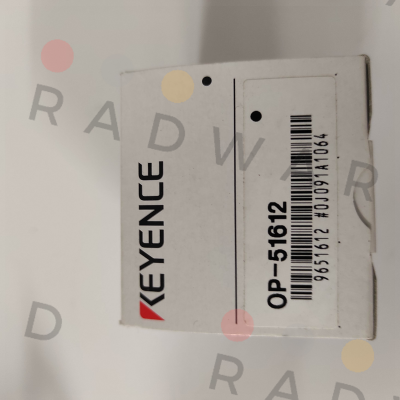 KEYENCE
OP-51612
9651612 #0J091A1064
RADWAR
D
RADWAR